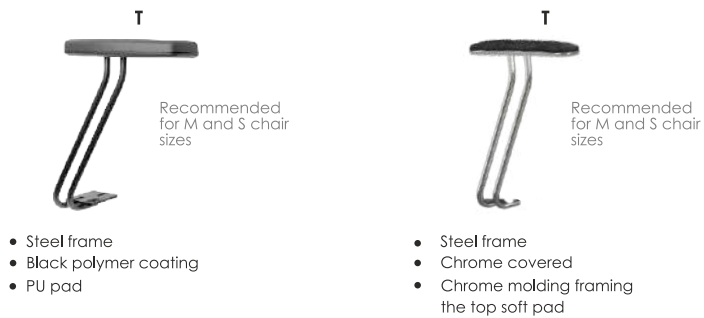 T
Recommended
for M and S chair
sizes
• Steel frame
• Black polymer coating
• PU pad
T
Recommended
for M and S chair
sizes
• Steel frame
• Chrome covered
• Chrome molding framing
the top soft pad